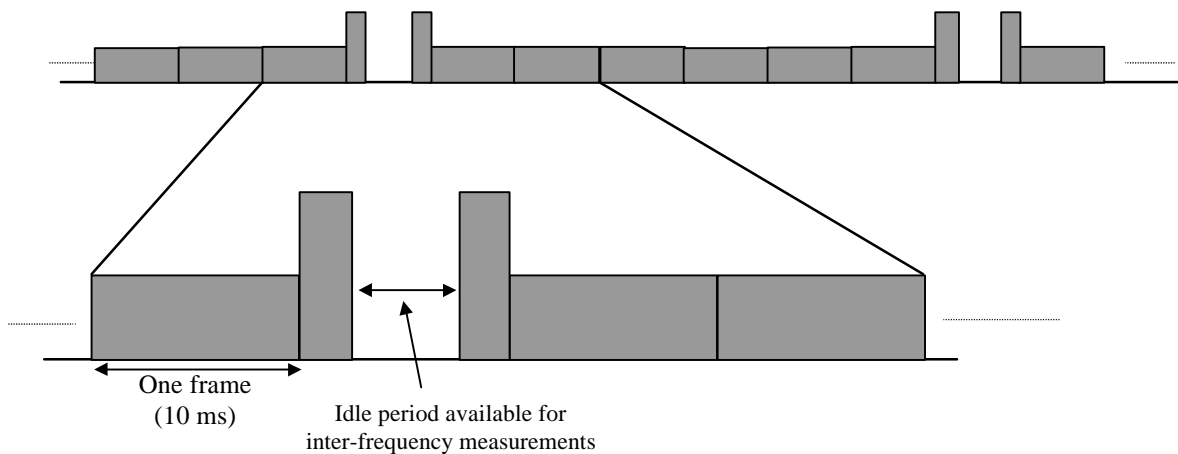 One frame
(10 ms)
Idle period available for
inter-frequency measurements